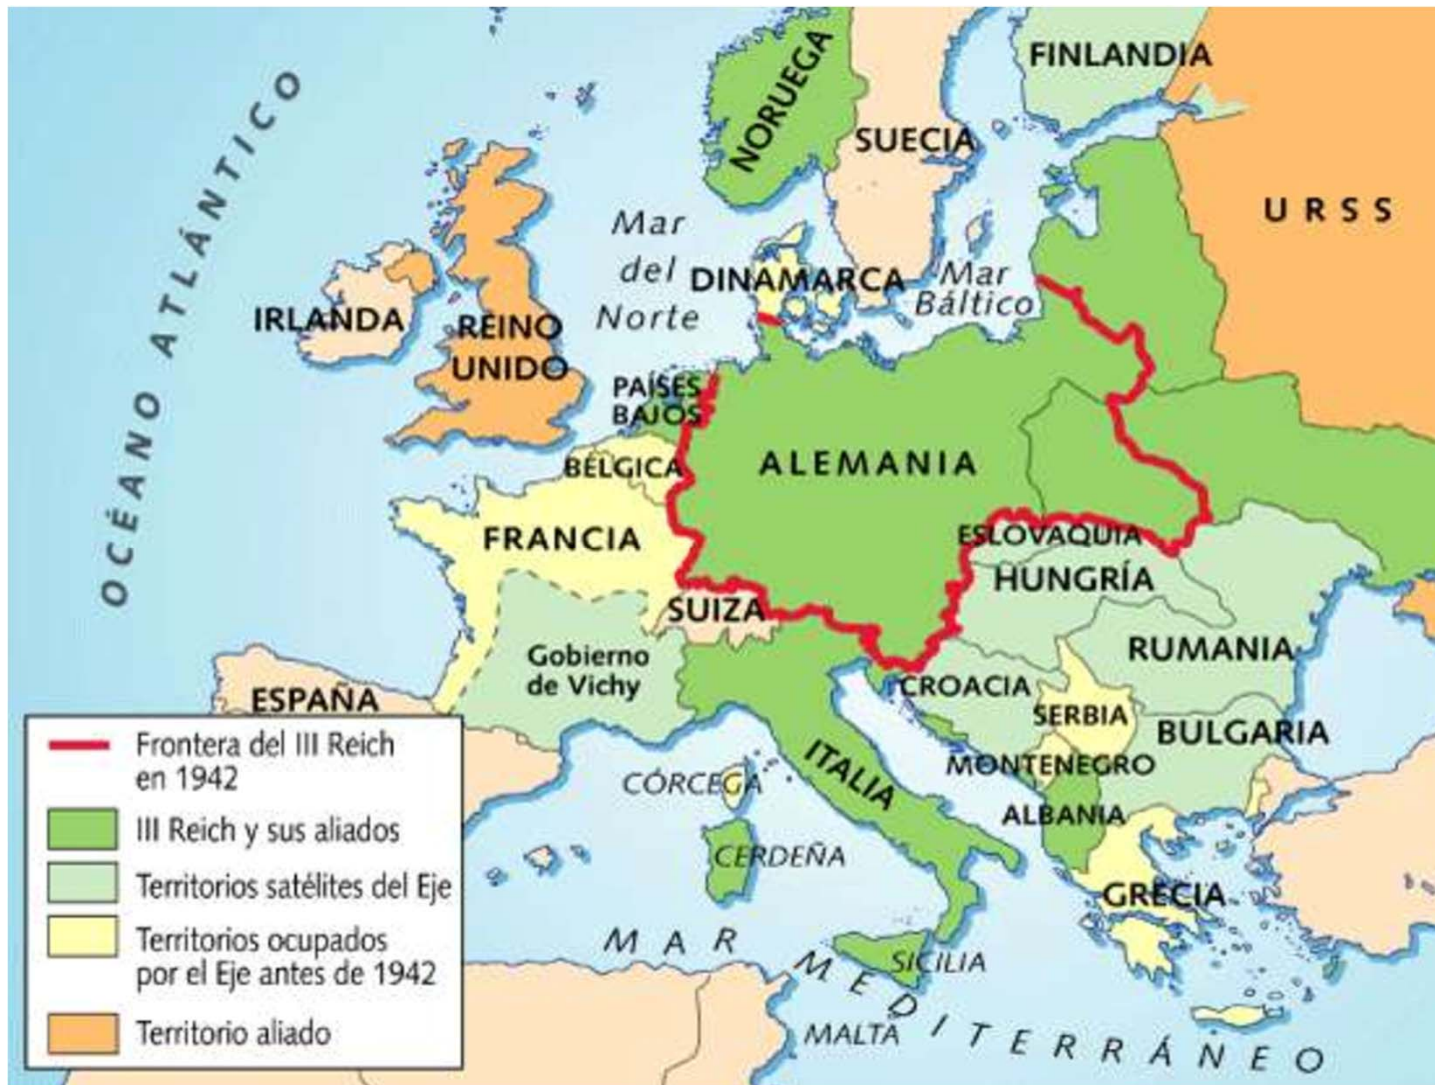 NORUEGA
FINLANDIA
SUECIA
URSS
OCÉANO ATLÁNTICO
Mar
del
Norte
DINAMARCA
Mar
Báltico
IRLANDA
REINO
UNIDO
PAÍSES
BAJOS
BÉLGICA
ALEMANIA
FRANCIA
ESLOVAQUIA
HUNGRÍA
SUIZA
Gobierno
de Vichy
RUMANIA
ESPAÑA
CROACIA
SERBIA
BULGARIA
ITALIA
MONTENEGRO
CÓRCEGA
ALBANIA
CERDEÑA
GRECIA
SICILIA
MAR MEDITERRÁNEO
MALTA
Frontera del III Reich
en 1942
III Reich y sus aliados
Territorios satélites del Eje
Territorios ocupados
por el Eje antes de 1942
Territorio aliado